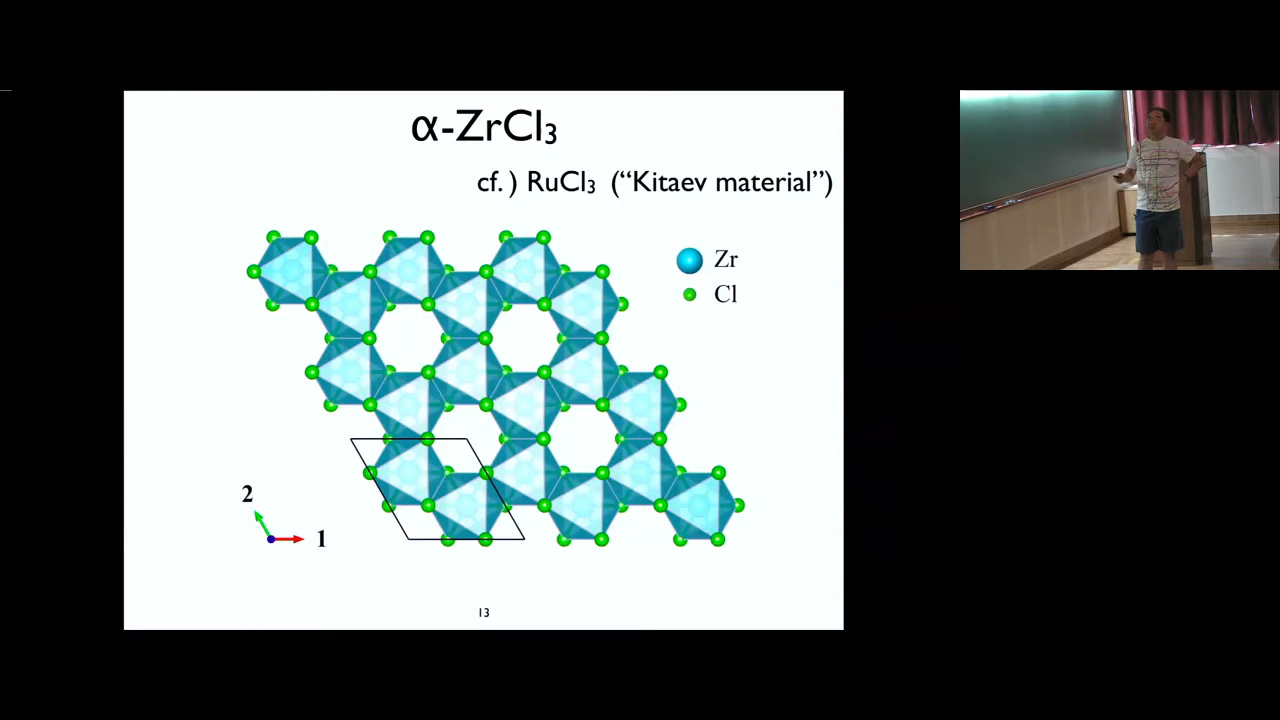 α-ZrCl₃
cf. ) RuCl₃ (“Kitaev material”)
Zr
Cl
2
1
13